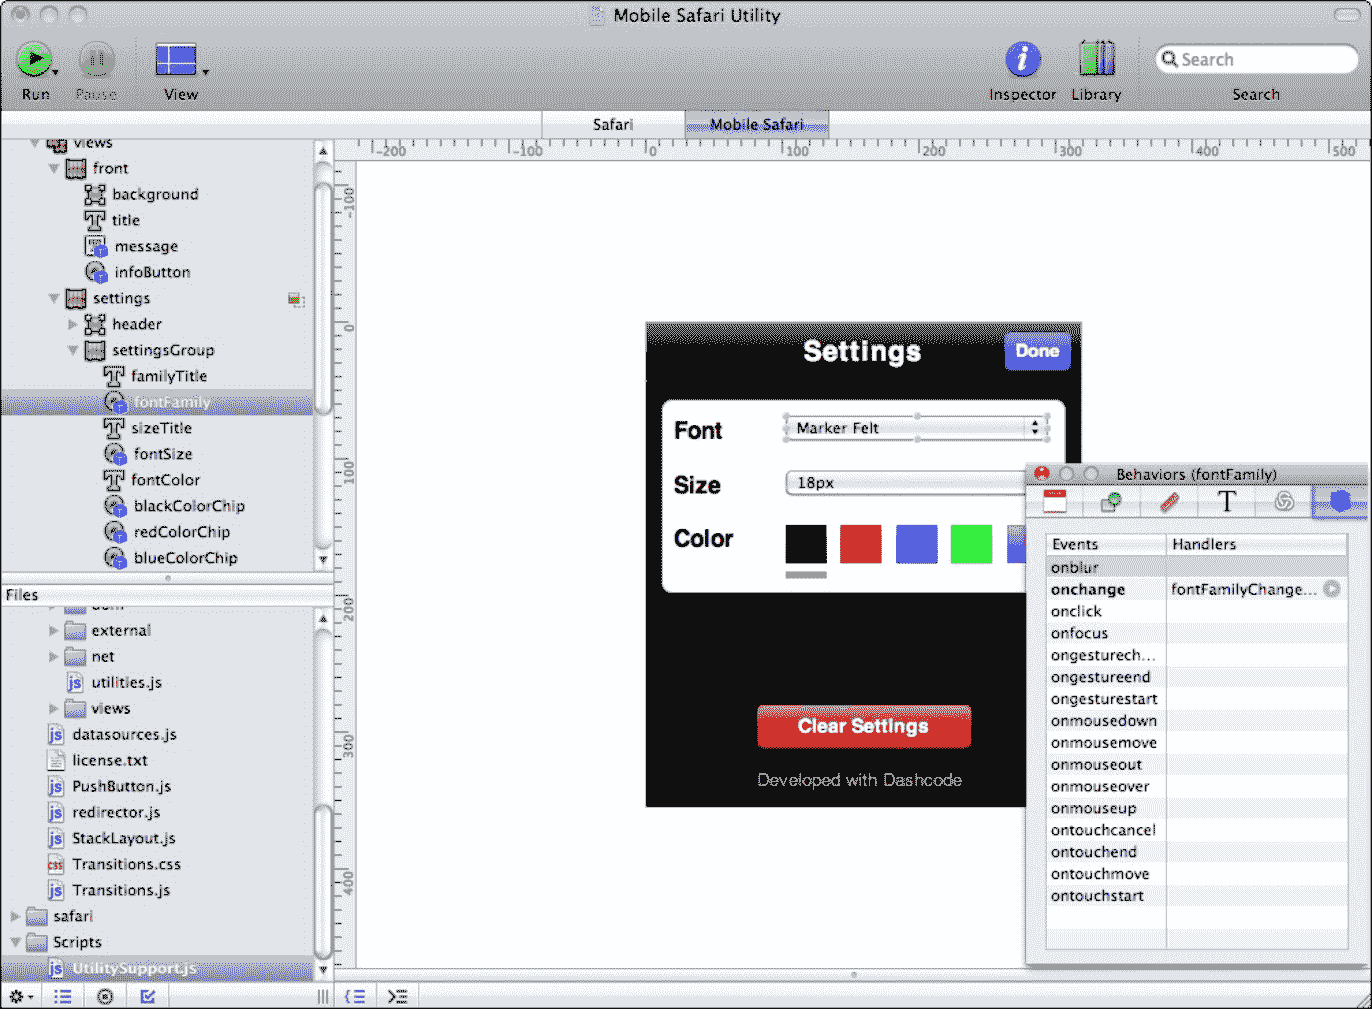 Mobile Safari Utility
Run
Pause
View
Inspector
Library
Search
Search
Safari
Mobile Safari
views
front
background
title
message
infoButton
settings
header
settingsGroup
familyTitle
fontFamily
sizeTitle
fontSize
fontColor
blackColorChip
redColorChip
blueColorChip
Files
external
net
utilities.js
views
datasources.js
license.txt
PushButton.js
redirector.js
StackLayout.js
Transitions.css
Transitions.js
safari
Scripts
UtilitySupport.js
-200
-100
0
100
200
300
400
500
-100
0
100
200
300
400
Settings
Done
Font
Marker Felt
Size
18px
Color
Clear Settings
Developed with Dashcode
Behaviors (fontFamily)
Events Handlers
onblur
onchange fontFamilyChange...
onclick
onfocus
ongesturech...
ongestureend
ongesturestart
onmousedown
onmousemove
onmouseout
onmouseover
onmouseup
ontouchcancel
ontouchend
ontouchmove
ontouchstart